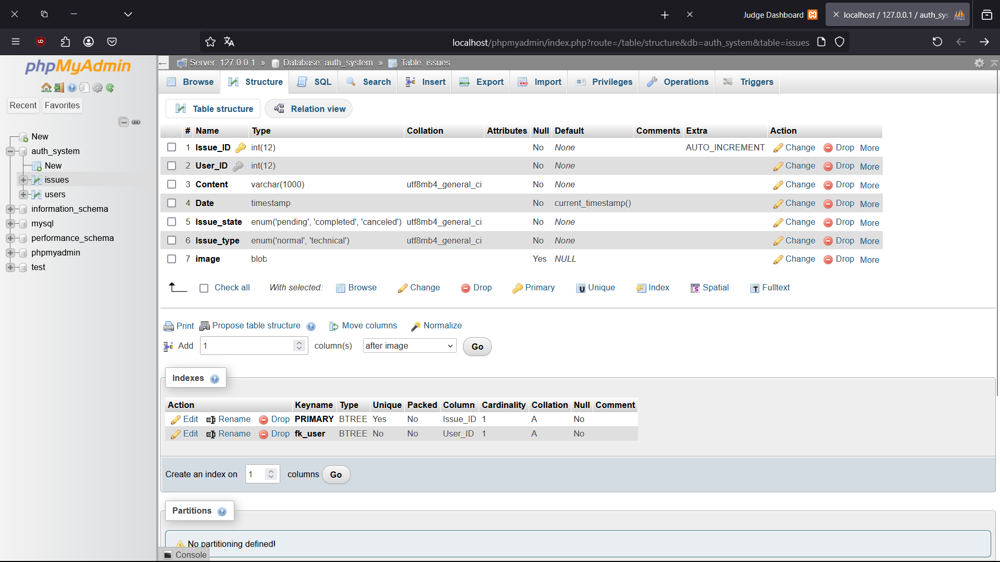 Judge Dashboard
localhost / 127.0.0.1 / auth_sys
localhost/phpmyadmin/index.php?route=/table/structure&db=auth_system&table=issues
phpMyAdmin
Recent Favorites
New
auth_system
New
issues
users
information_schema
mysql
performance_schema
phpmyadmin
test
Server: 127.0.0.1 » Database: auth_system » Table: issues
Browse Structure SQL Search Insert Export Import Privileges Operations Triggers
Table structure Relation view
# Name Type Collation Attributes Null Default Comments Extra Action
1 Issue_ID int(12) No None AUTO_INCREMENT Change Drop More
2 User_ID int(12) No None Change Drop More
3 Content varchar(1000) utf8mb4_general_ci No None Change Drop More
4 Date timestamp No current_timestamp() Change Drop More
5 Issue_state enum('pending', 'completed', 'canceled') utf8mb4_general_ci No None Change Drop More
6 Issue_type enum('normal', 'technical') utf8mb4_general_ci No None Change Drop More
7 image blob Yes NULL Change Drop More
Check all With selected: Browse Change Drop Primary Unique Index Spatial Fulltext
Print Propose table structure Move columns Normalize
Add 1 column(s) after image Go
Indexes
Action Keyname Type Unique Packed Column Cardinality Collation Null Comment
Edit Rename Drop PRIMARY BTREE Yes No Issue_ID 1 A No
Edit Rename Drop fk_user BTREE No No User_ID 1 A No
Create an index on 1 columns Go
Partitions
No partitioning defined!
Console